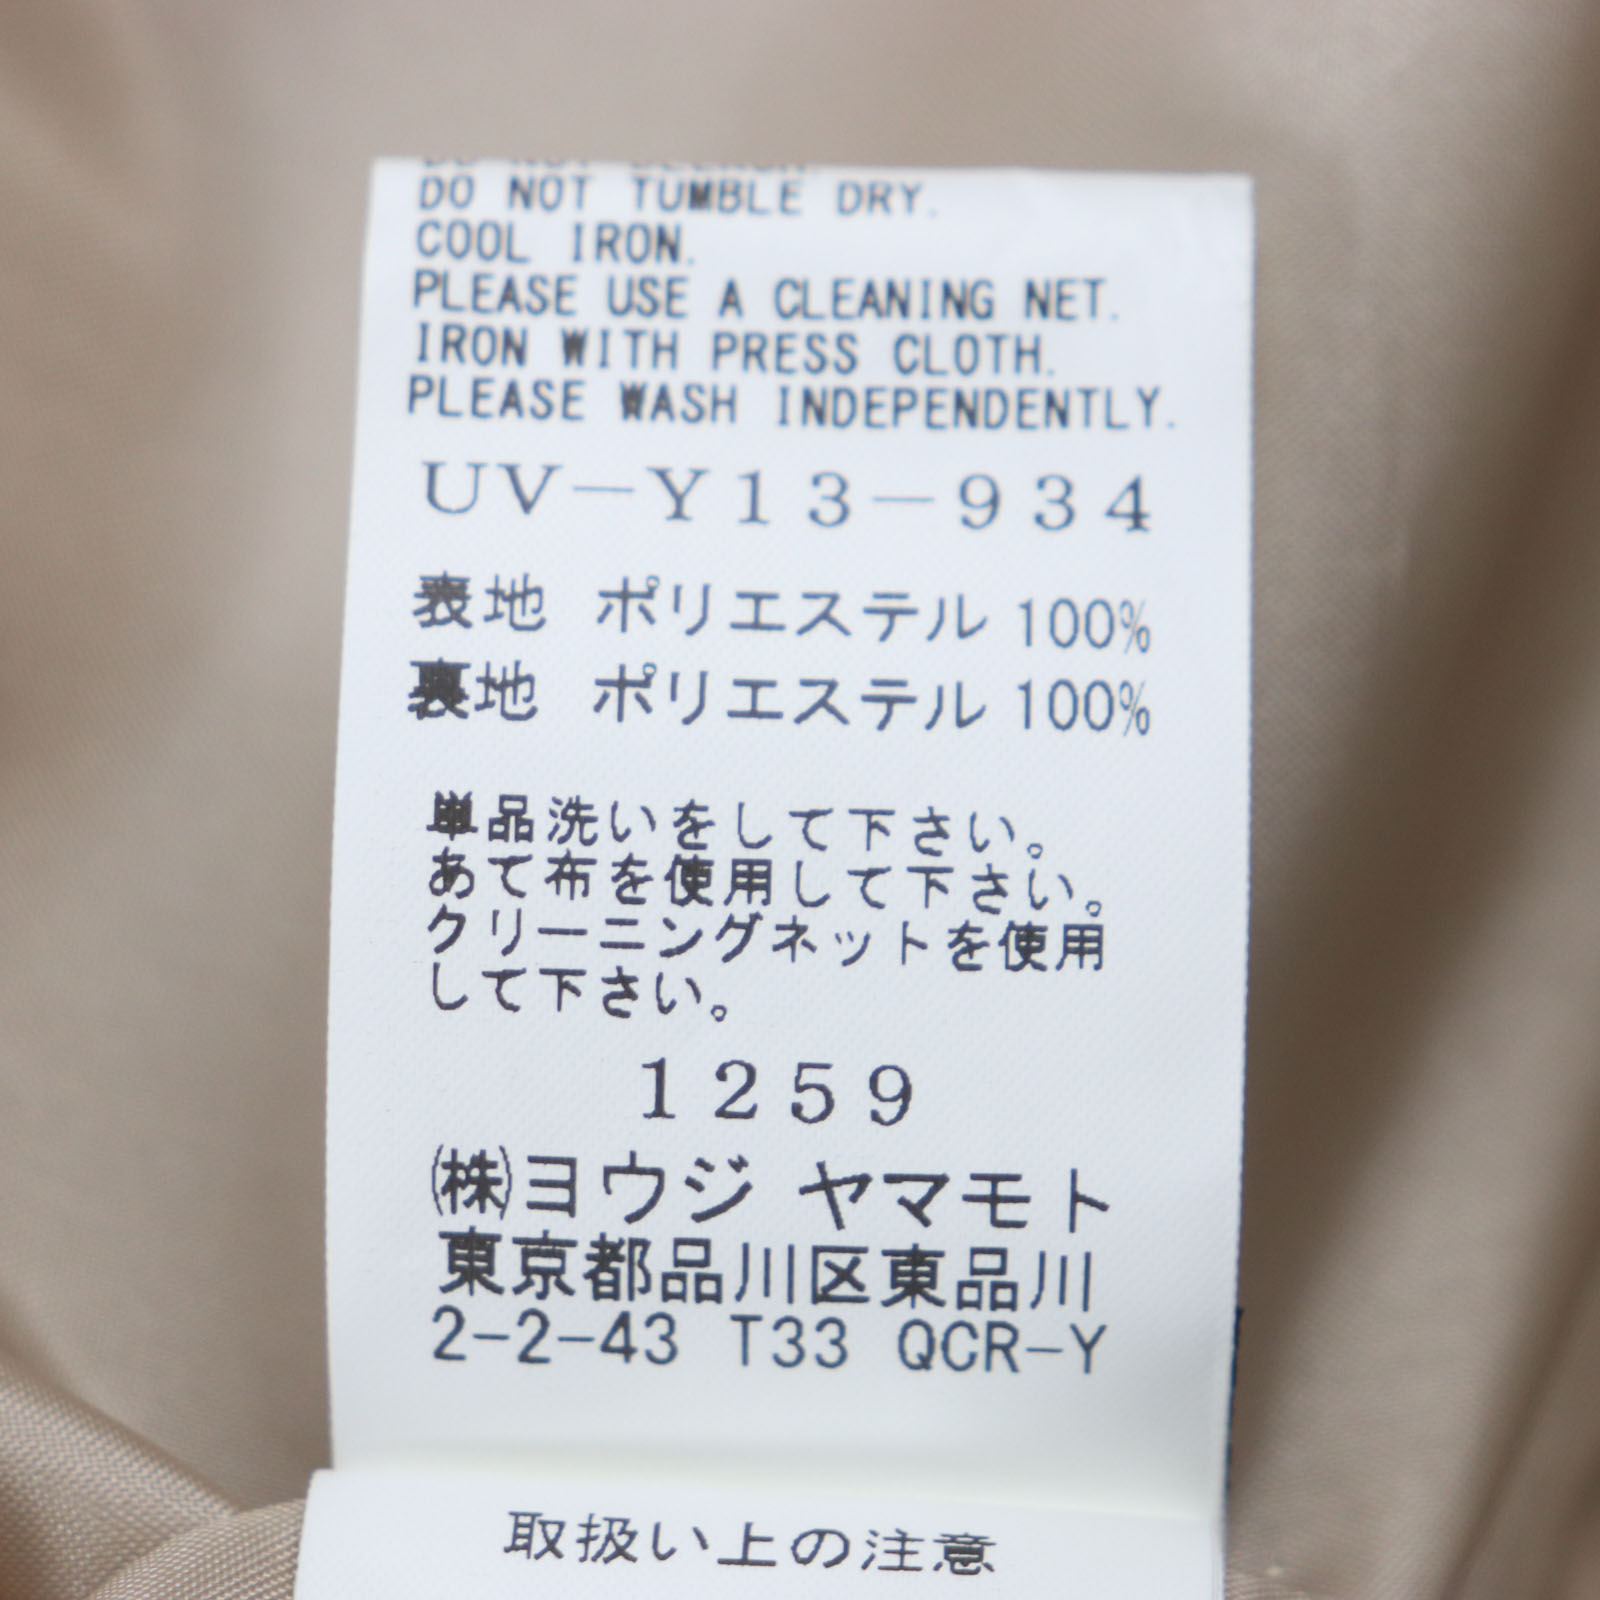 DO NOT TUMBLE DRY.
COOL IRON.
PLEASE USE A CLEANING NET.
IRON WITH PRESS CLOTH.
PLEASE WASH INDEPENDENTLY.
UV－Y13－934
表地 ポリエステル 100%
裏地 ポリエステル 100%
単品洗いをして下さい。
あて布を使用して下さい。
クリーニングネットを使用
して下さい。
1259
㈱ヨウジ ヤマモト
東京都品川区東品川
2-2-43 T33 QCR-Y
取扱い上の注意